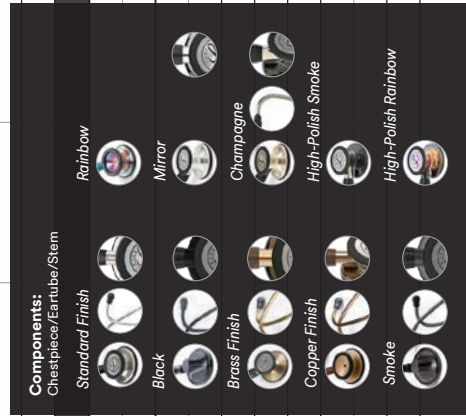 Components:
Chestpiece/Eartube/Stem
Standard Finish
Rainbow
Black
Mirror
Brass Finish
Champagne
Copper Finish
High-Polish Smoke
Smoke
High-Polish Rainbow